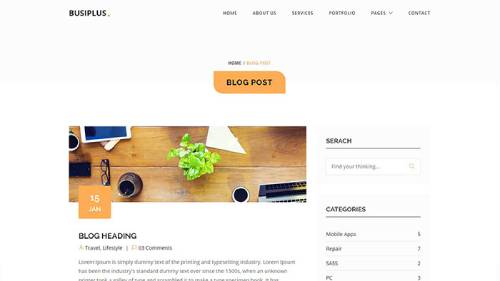 BUSIPLUS.
HOME ABOUT US SERVICES PORTFOLIO PAGES CONTACT
HOME / BLOG POST
BLOG POST
15
JAN
BLOG HEADING
Travel, Lifestyle | 03 Comments
Lorem Ipsum is simply dummy text of the printing and typesetting industry. Lorem Ipsum
has been the industry's standard dummy text ever since the 1500s, when an unknown
printer took a galley of type and scrambled it to make a type specimen book. It has
SERACH
Find your thinking...
CATEGORIES
Mobile Apps 5
Repair 7
SASS 2
PC 3